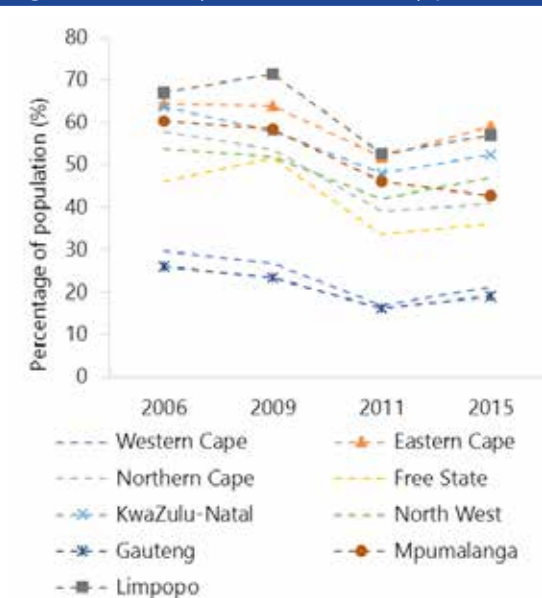 80
70
60
50
40
30
20
10
0
Percentage of population (%)
2006 2009 2011 2015
Western Cape Eastern Cape
Northern Cape Free State
KwaZulu-Natal North West
Gauteng Mpumalanga
Limpopo